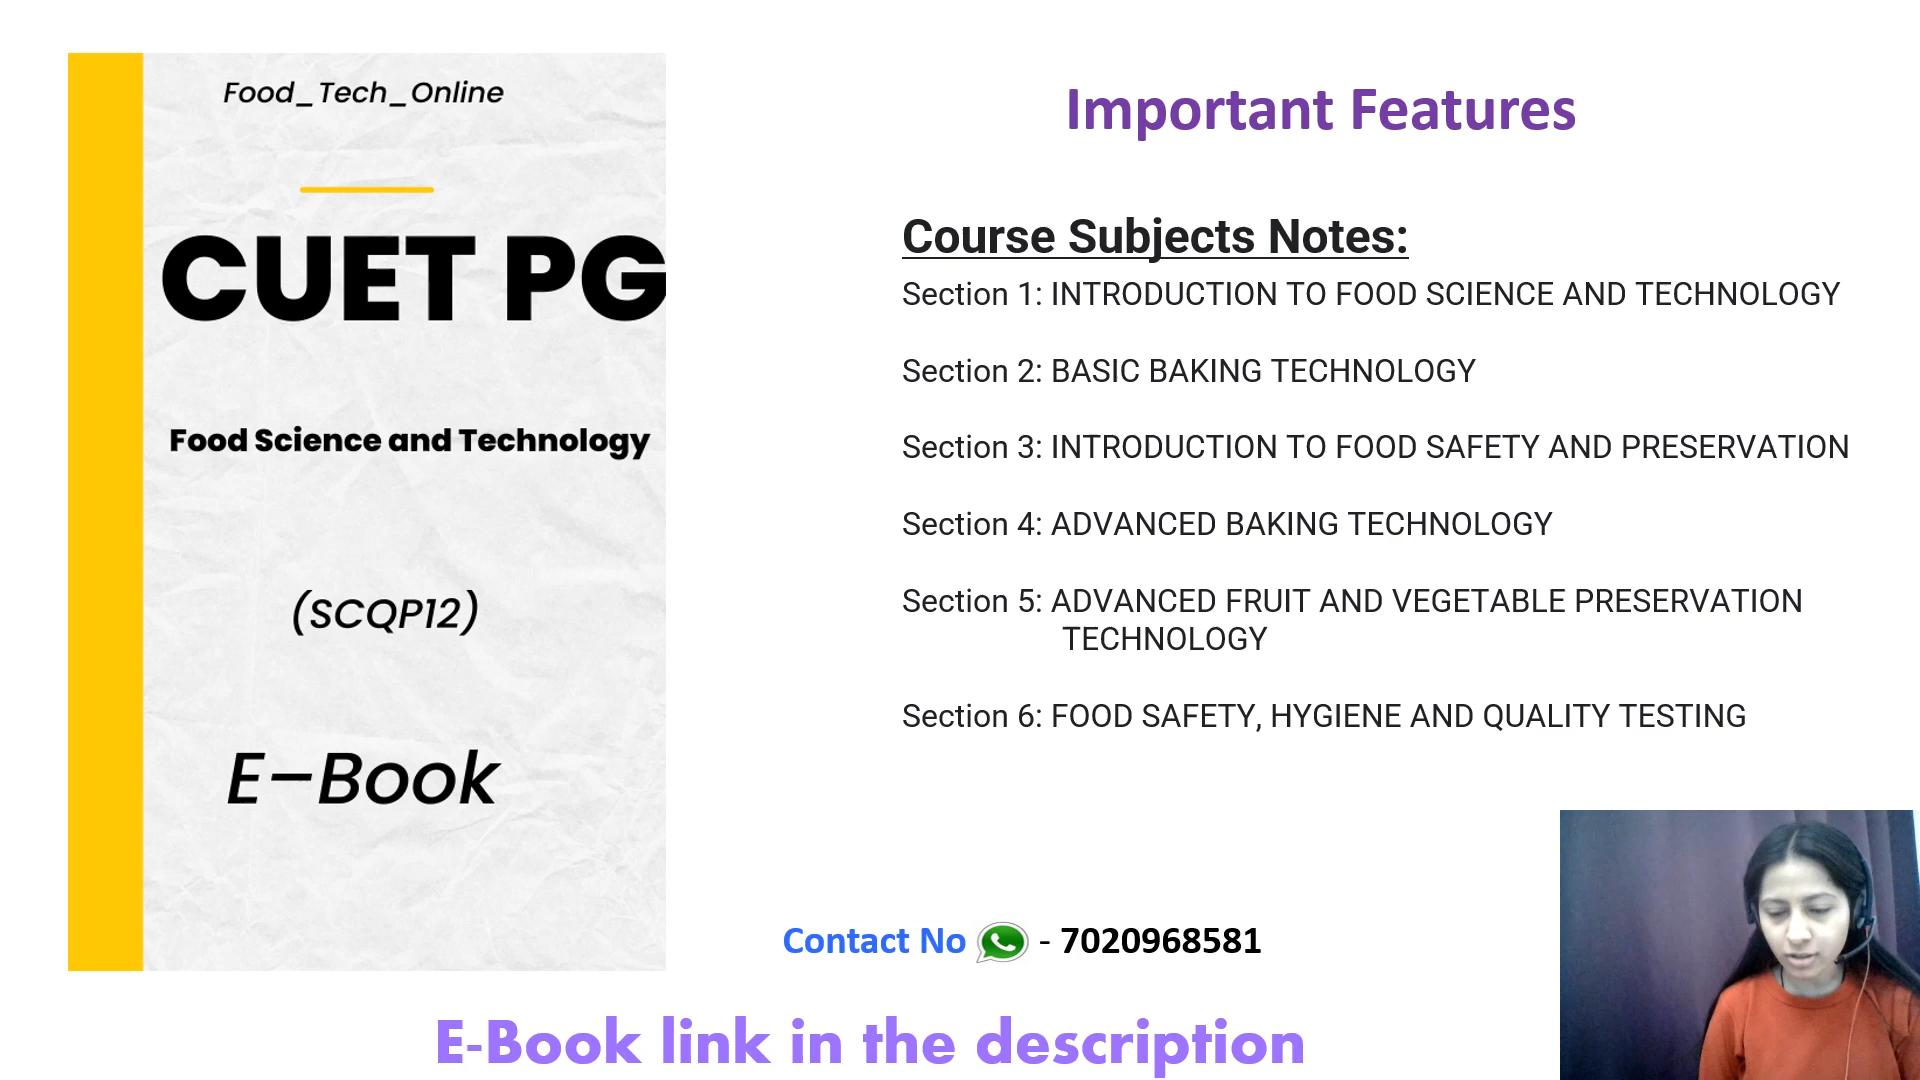 Food_Tech_Online
CUET PG
Food Science and Technology
(SCQP12)
E-Book
Important Features
Course Subjects Notes:
Section 1: INTRODUCTION TO FOOD SCIENCE AND TECHNOLOGY
Section 2: BASIC BAKING TECHNOLOGY
Section 3: INTRODUCTION TO FOOD SAFETY AND PRESERVATION
Section 4: ADVANCED BAKING TECHNOLOGY
Section 5: ADVANCED FRUIT AND VEGETABLE PRESERVATION
TECHNOLOGY
Section 6: FOOD SAFETY, HYGIENE AND QUALITY TESTING
Contact No - 7020968581
E-Book link in the description